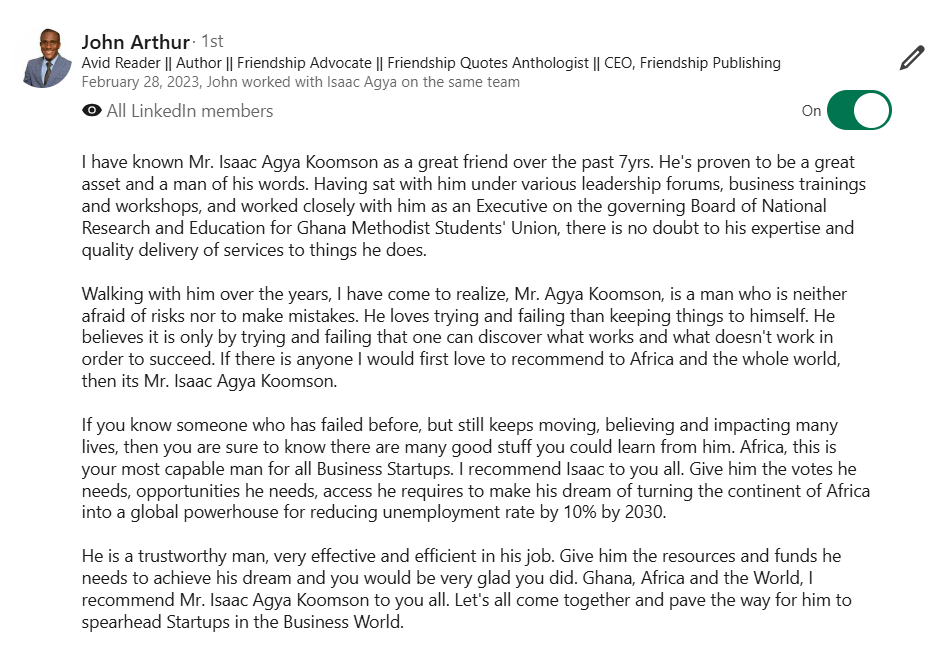 John Arthur · 1st
Avid Reader || Author || Friendship Advocate || Friendship Quotes Anthologist || CEO, Friendship Publishing
February 28, 2023, John worked with Isaac Agya on the same team
All LinkedIn members
On
I have known Mr. Isaac Agya Koomson as a great friend over the past 7yrs. He's proven to be a great
asset and a man of his words. Having sat with him under various leadership forums, business trainings
and workshops, and worked closely with him as an Executive on the governing Board of National
Research and Education for Ghana Methodist Students' Union, there is no doubt to his expertise and
quality delivery of services to things he does.
Walking with him over the years, I have come to realize, Mr. Agya Koomson, is a man who is neither
afraid of risks nor to make mistakes. He loves trying and failing than keeping things to himself. He
believes it is only by trying and failing that one can discover what works and what doesn't work in
order to succeed. If there is anyone I would first love to recommend to Africa and the whole world,
then its Mr. Isaac Agya Koomson.
If you know someone who has failed before, but still keeps moving, believing and impacting many
lives, then you are sure to know there are many good stuff you could learn from him. Africa, this is
your most capable man for all Business Startups. I recommend Isaac to you all. Give him the votes he
needs, opportunities he needs, access he requires to make his dream of turning the continent of Africa
into a global powerhouse for reducing unemployment rate by 10% by 2030.
He is a trustworthy man, very effective and efficient in his job. Give him the resources and funds he
needs to achieve his dream and you would be very glad you did. Ghana, Africa and the World, I
recommend Mr. Isaac Agya Koomson to you all. Let's all come together and pave the way for him to
spearhead Startups in the Business World.